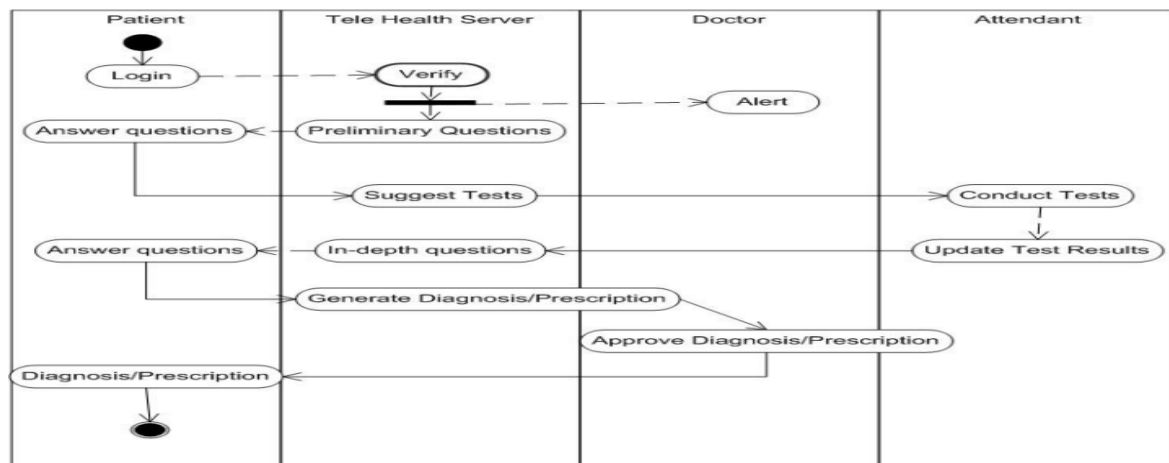 Patient
Tele Health Server
Doctor
Attendant
Login
Verify
Alert
Answer questions
Preliminary Questions
Suggest Tests
Conduct Tests
Answer questions
In-depth questions
Update Test Results
Generate Diagnosis/Prescription
Approve Diagnosis/Prescription
Diagnosis/Prescription